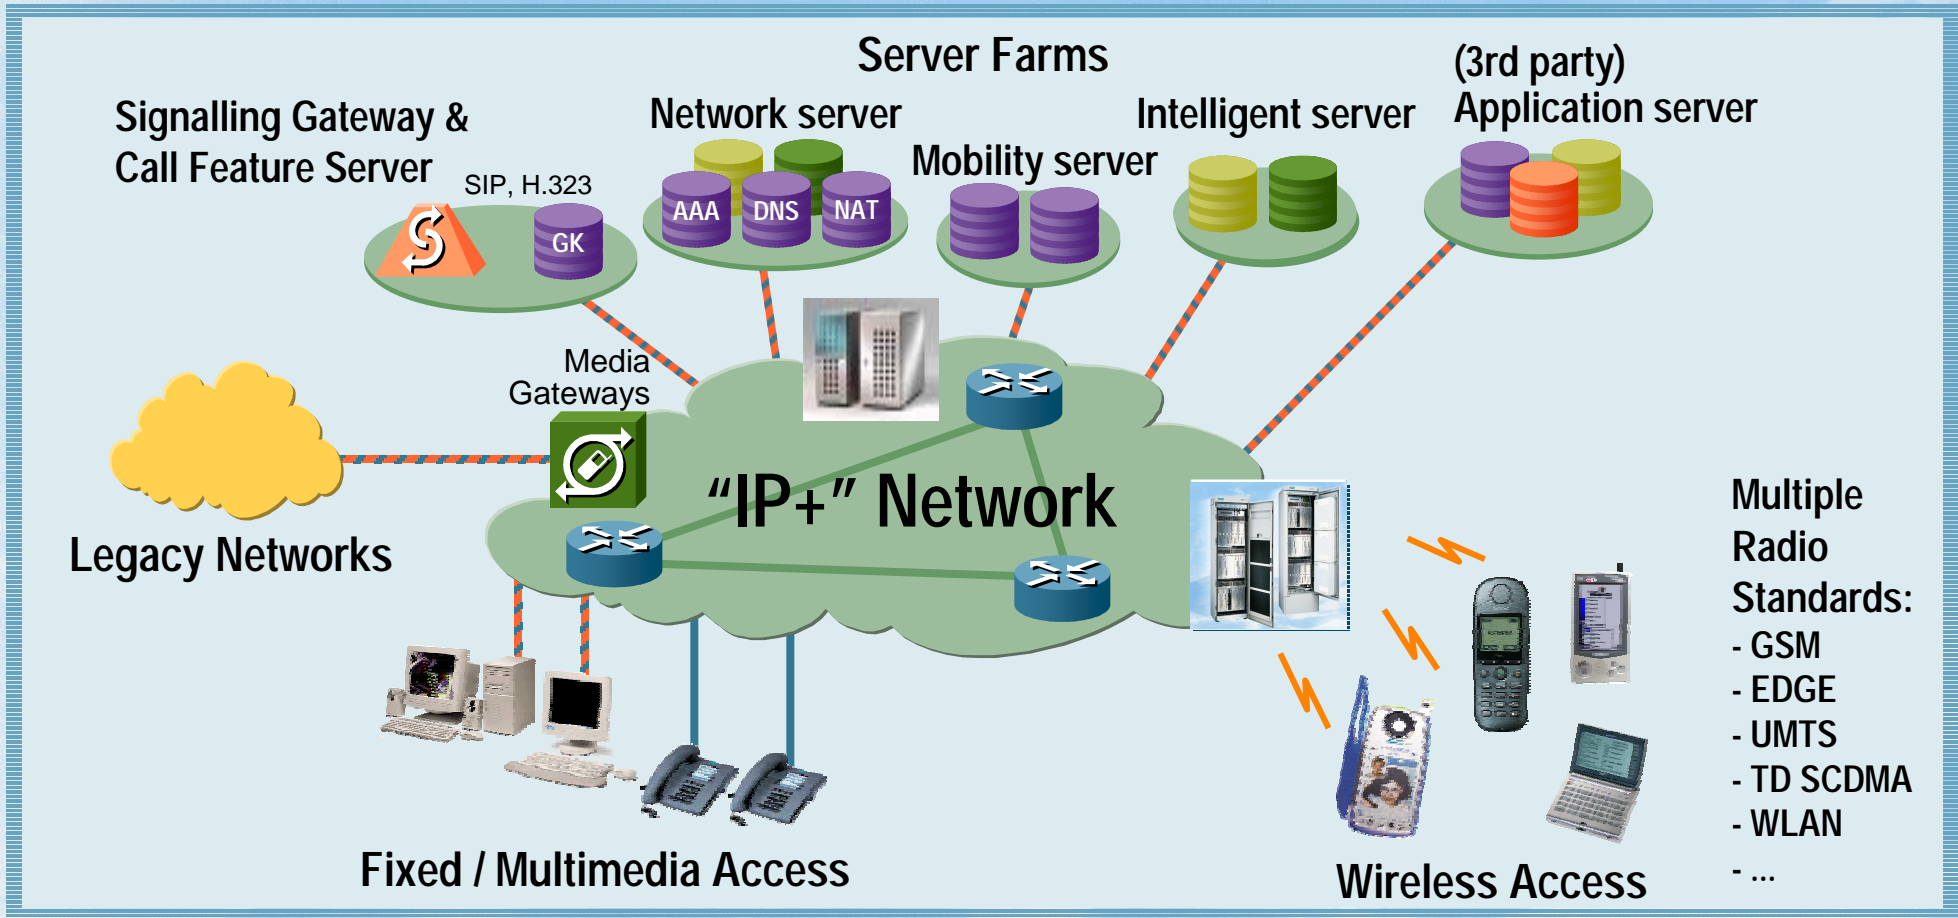 Server Farms
(3rd party)
Application server
Signalling Gateway &
Call Feature Server
Network server
Intelligent server
Mobility server
SIP, H.323
AAA
DNS
NAT
GK
Media
Gateways
“IP+” Network
Legacy Networks
Multiple
Radio
Standards:
- GSM
- EDGE
- UMTS
- TD SCDMA
- WLAN
- ...
Fixed / Multimedia Access
Wireless Access